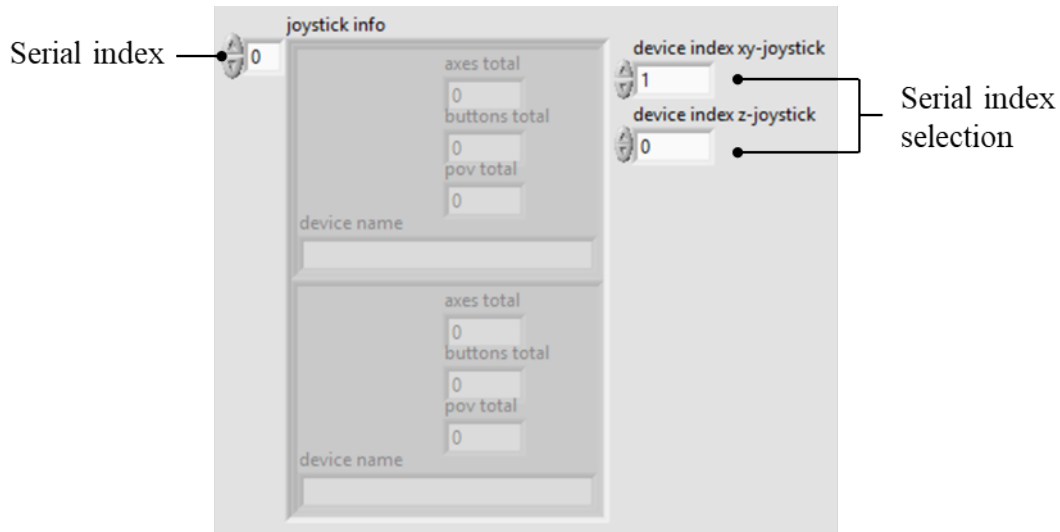 joystick info
Serial index
0
axes total
0
buttons total
0
pov total
0
device name
axes total
0
buttons total
0
pov total
0
device name
device index xy-joystick
1
device index z-joystick
0
Serial index
selection